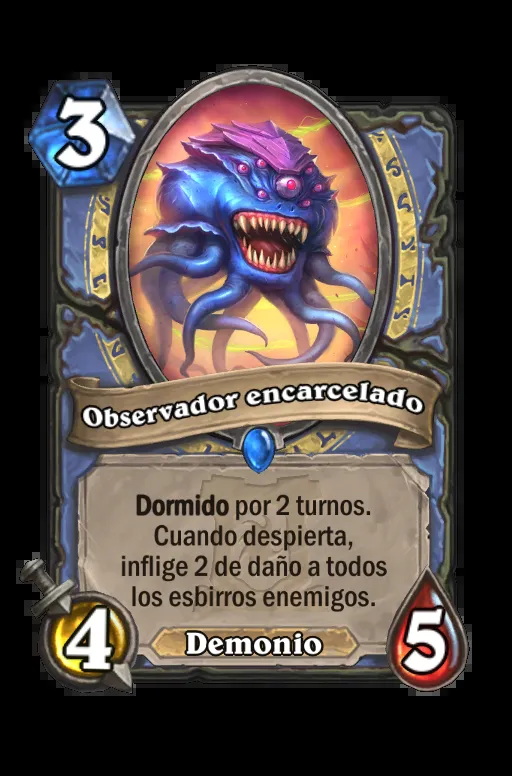 3
Observador encarcelado
Dormido por 2 turnos.
Cuando despierta,
inflige 2 de daño a todos
los esbirros enemigos.
4
Demonio
5